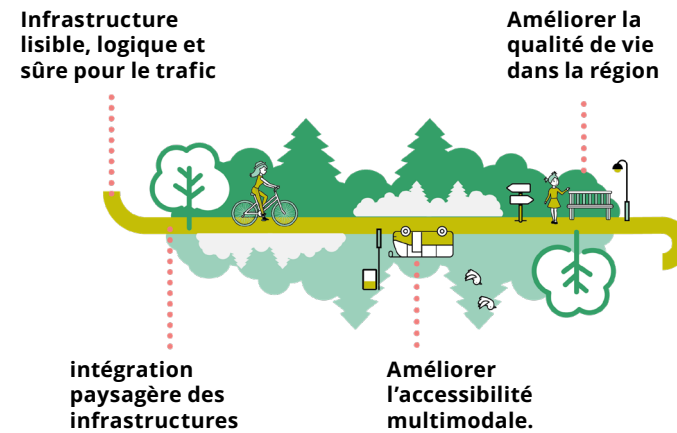 Infrastructure
lisible, logique et
sûre pour le trafic
Améliorer la
qualité de vie
dans la région
intégration
paysagère des
infrastructures
Améliorer
l’accessibilité
multimodale.